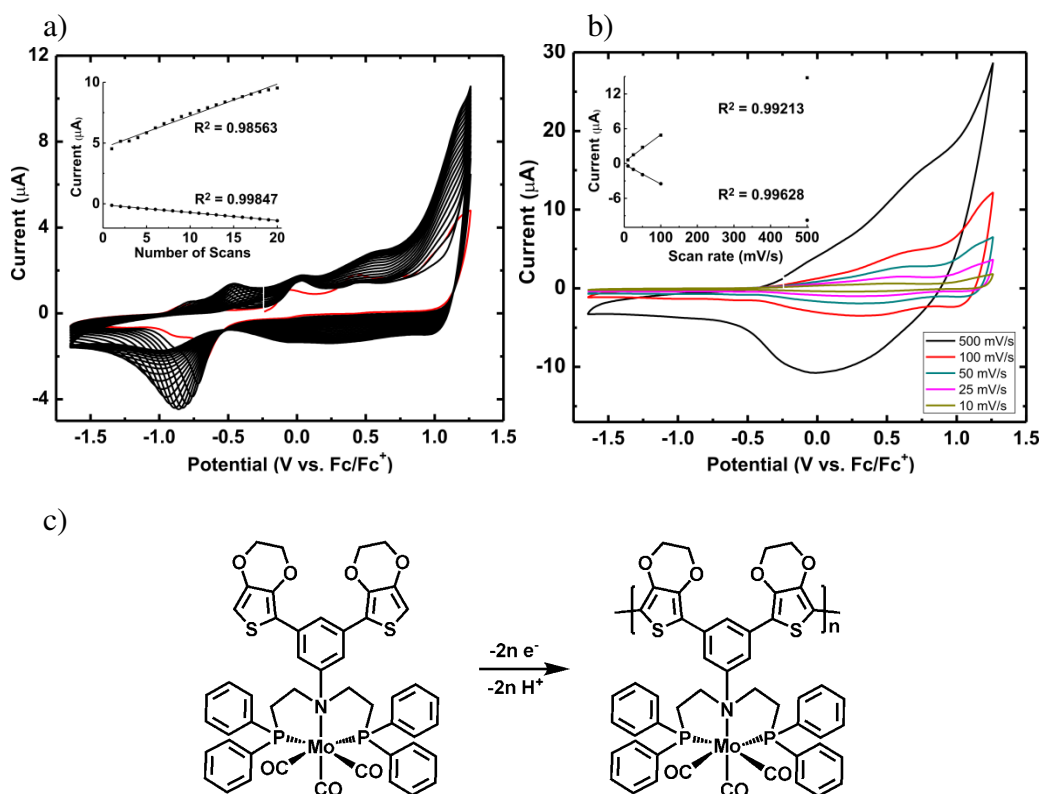 a)
12
8
4
0
-4
Current (μA)
-1.5 -1.0 -0.5 0.0 0.5 1.0 1.5
Potential (V vs. Fc/Fc⁺)
10
5
0
Current (μA)
R² = 0.98563
R² = 0.99847
0 5 10 15 20
Number of Scans
b)
30
20
10
0
-10
Current (μA)
-1.5 -1.0 -0.5 0.0 0.5 1.0 1.5
Potential (V vs. Fc/Fc⁺)
12
6
0
-6
Current (μA)
R² = 0.99213
R² = 0.99628
0 100 200 300 400 500
Scan rate (mV/s)
500 mV/s
100 mV/s
50 mV/s
25 mV/s
10 mV/s
c)
O O O O
S S
N
P Mo P
OC CO
CO
-2n e⁻
-2n H⁺
O O O O
S S n
N
P Mo P
OC CO
CO